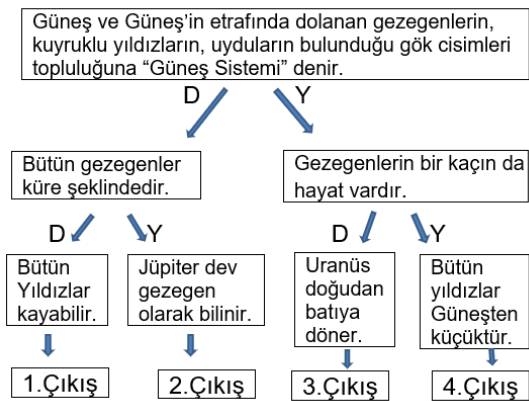 Güneş ve Güneş'in etrafında dolanan gezegenlerin,
kuyruklu yıldızların, uyduların bulunduğu gök cisimleri
topluluğuna “Güneş Sistemi” denir.
D Y
Bütün gezegenler
küre şeklindedir.
Gezegenlerin bir kaçın da
hayat vardır.
D Y D Y
Bütün
Yıldızlar
kayabilir.
Jüpiter dev
gezegen
olarak bilinir.
Uranüs
doğudan
batıya
döner.
Bütün
yıldızlar
Güneşten
küçüktür.
1.Çıkış
2.Çıkış
3.Çıkış
4.Çıkış